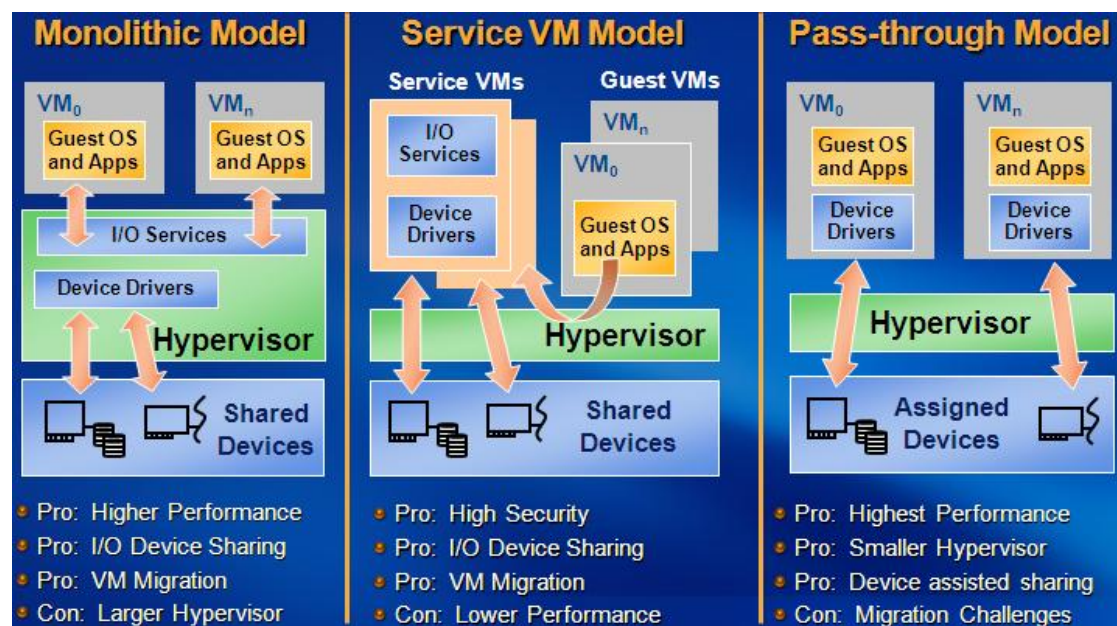 Monolithic Model
VM0
Guest OS
and Apps
VMn
Guest OS
and Apps
I/O Services
Device Drivers
Hypervisor
Shared
Devices
Pro: Higher Performance
Pro: I/O Device Sharing
Pro: VM Migration
Con: Larger Hypervisor
Service VM Model
Service VMs
Guest VMs
I/O
Services
Device
Drivers
VMn
VM0
Guest OS
and Apps
Hypervisor
Shared
Devices
Pro: High Security
Pro: I/O Device Sharing
Pro: VM Migration
Con: Lower Performance
Pass-through Model
VM0
Guest OS
and Apps
Device
Drivers
VMn
Guest OS
and Apps
Device
Drivers
Hypervisor
Assigned
Devices
Pro: Highest Performance
Pro: Smaller Hypervisor
Pro: Device assisted sharing
Con: Migration Challenges